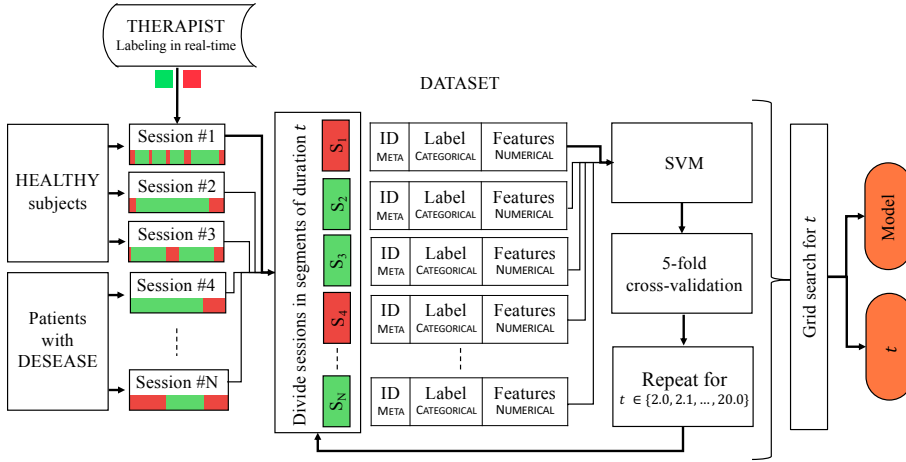 THERAPIST
Labeling in real-time
DATASET
HEALTHY
subjects
Patients
with
DESEASE
Session #1
Session #2
Session #3
Session #4
Session #N
Divide sessions in segments of duration t
S1
S2
S3
S4
SN
ID Label Features
META CATEGORICAL NUMERICAL
ID Label Features
META CATEGORICAL NUMERICAL
ID Label Features
META CATEGORICAL NUMERICAL
ID Label Features
META CATEGORICAL NUMERICAL
ID Label Features
META CATEGORICAL NUMERICAL
SVM
5-fold
cross-validation
Repeat for
t ∈ {2.0, 2.1, … , 20.0}
Grid search for t
Model
t